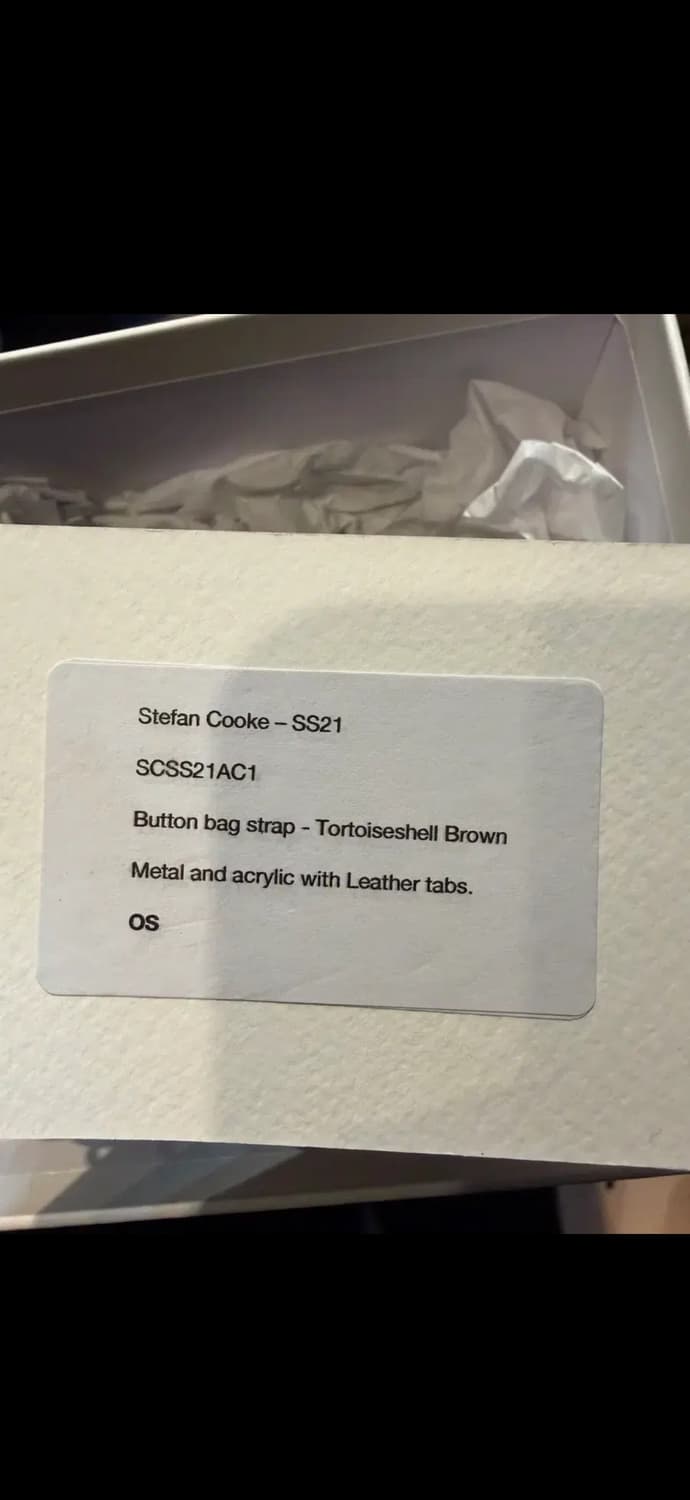 Stefan Cooke – SS21
SCSS21AC1
Button bag strap - Tortoiseshell Brown
Metal and acrylic with Leather tabs.
OS